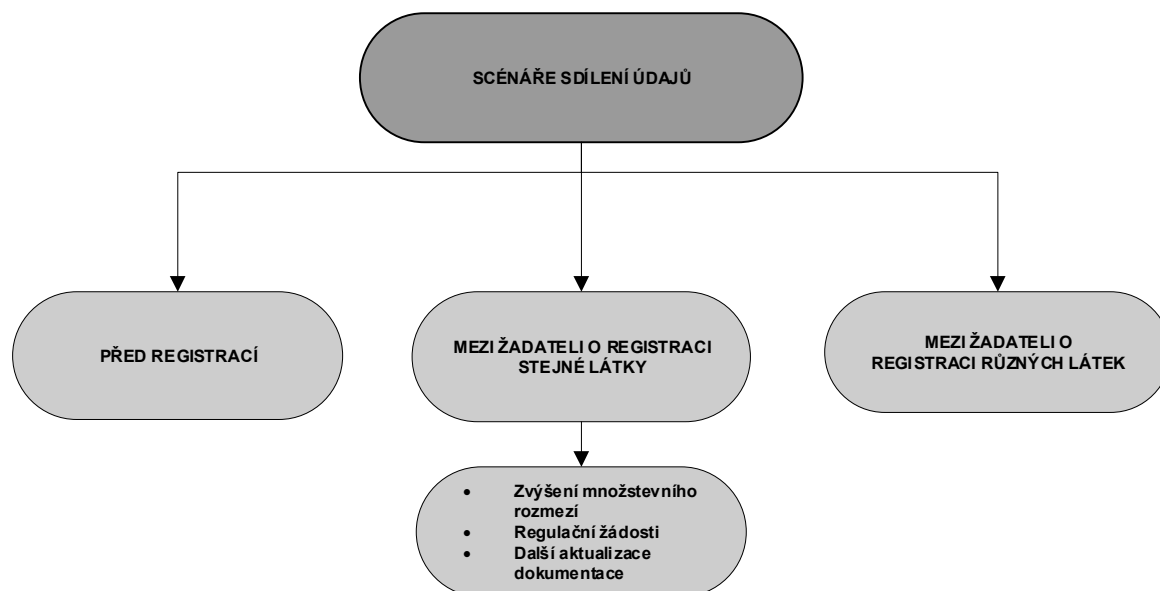 SCÉNÁŘE SDÍLENÍ ÚDAJŮ
PŘED REGISTRACÍ
MEZI ŽADATELI O REGISTRACI
STEJNÉ LÁTKY
MEZI ŽADATELI O
REGISTRACI RŮZNÝCH LÁTEK
• Zvýšení množstevního
rozmezí
• Regulační žádosti
• Další aktualizace
dokumentace